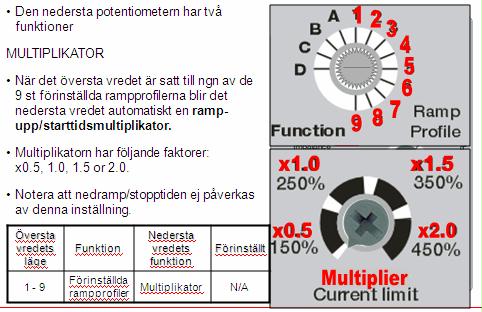 • Den nedersta potentiometern har två
funktioner
MULTIPLIKATOR
• När det översta vredet är satt till ngn av de
9 st förinställda rampprofilerna blir det
nedersta vredet automatiskt en ramp-
upp/starttidsmultiplikator.
• Multiplikatorn har följande faktorer:
x0.5, 1.0, 1.5 or 2.0.
• Notera att nedramp/stopptiden ej påverkas
av denna inställning.
Översta vredets läge
Funktion
Nedersta vredets funktion
Förinställt
1 - 9
Förinställda rampprofiler
Multiplikator
N/A
D
C
B
A
1
2
3
4
5
6
7
8
9
Function
Ramp
Profile
x1.0
250%
x1.5
350%
x0.5
150%
x2.0
450%
Multiplier
Current limit